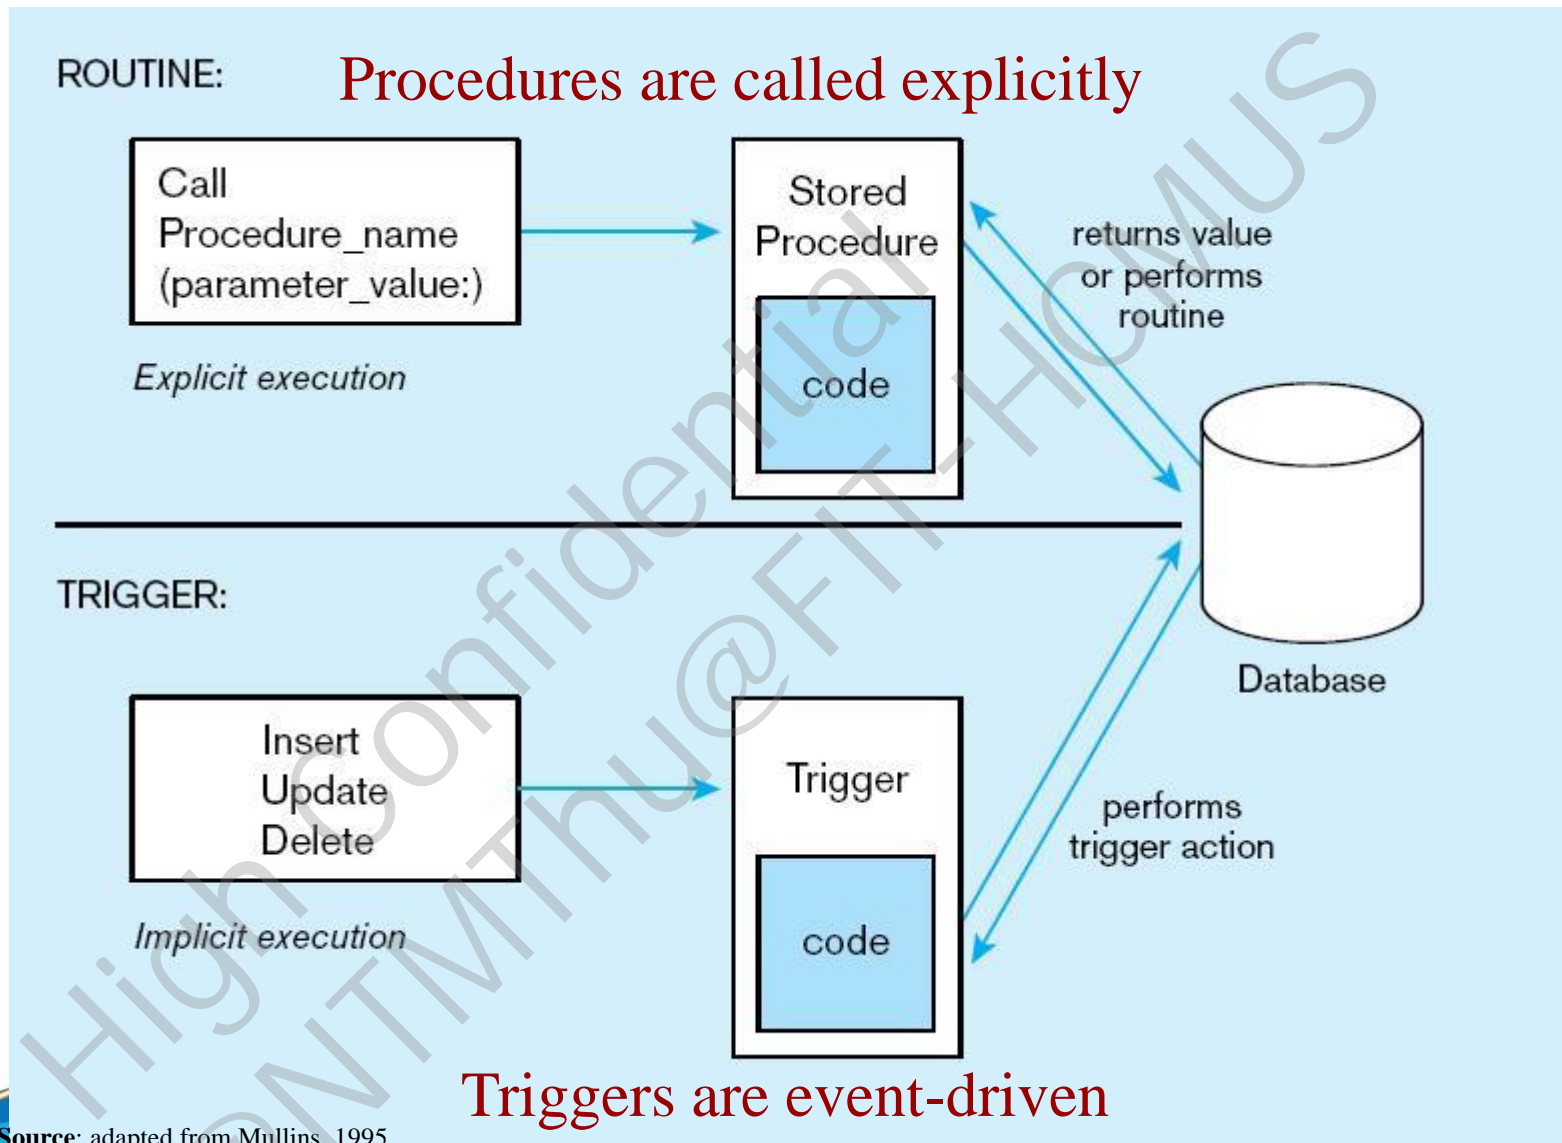 ROUTINE:
Procedures are called explicitly
Call
Procedure_name
(parameter_value:)
Explicit execution
Stored
Procedure
code
returns value
or performs
routine
Database
TRIGGER:
Insert
Update
Delete
Implicit execution
Trigger
code
performs
trigger action
Triggers are event-driven
Source: adapted from Mullins, 1995
High Confidential
NTMThu@FIT-HCMUS